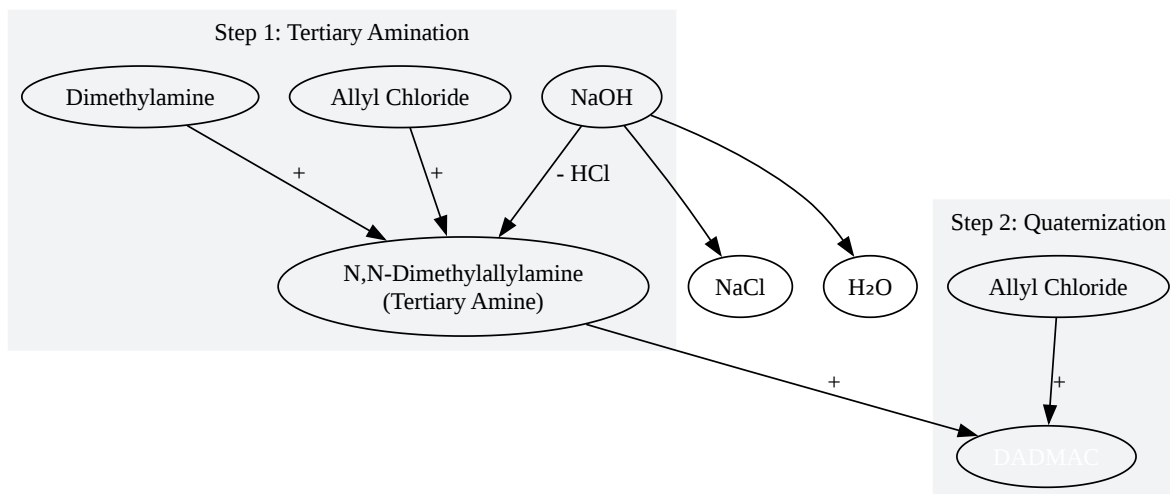 Step 1: Tertiary Amination
Dimethylamine
Allyl Chloride
NaOH
+
+
- HCl
Step 2: Quaternization
N,N-Dimethylallylamine
(Tertiary Amine)
NaCl
H₂O
Allyl Chloride
+
+
DADMAC